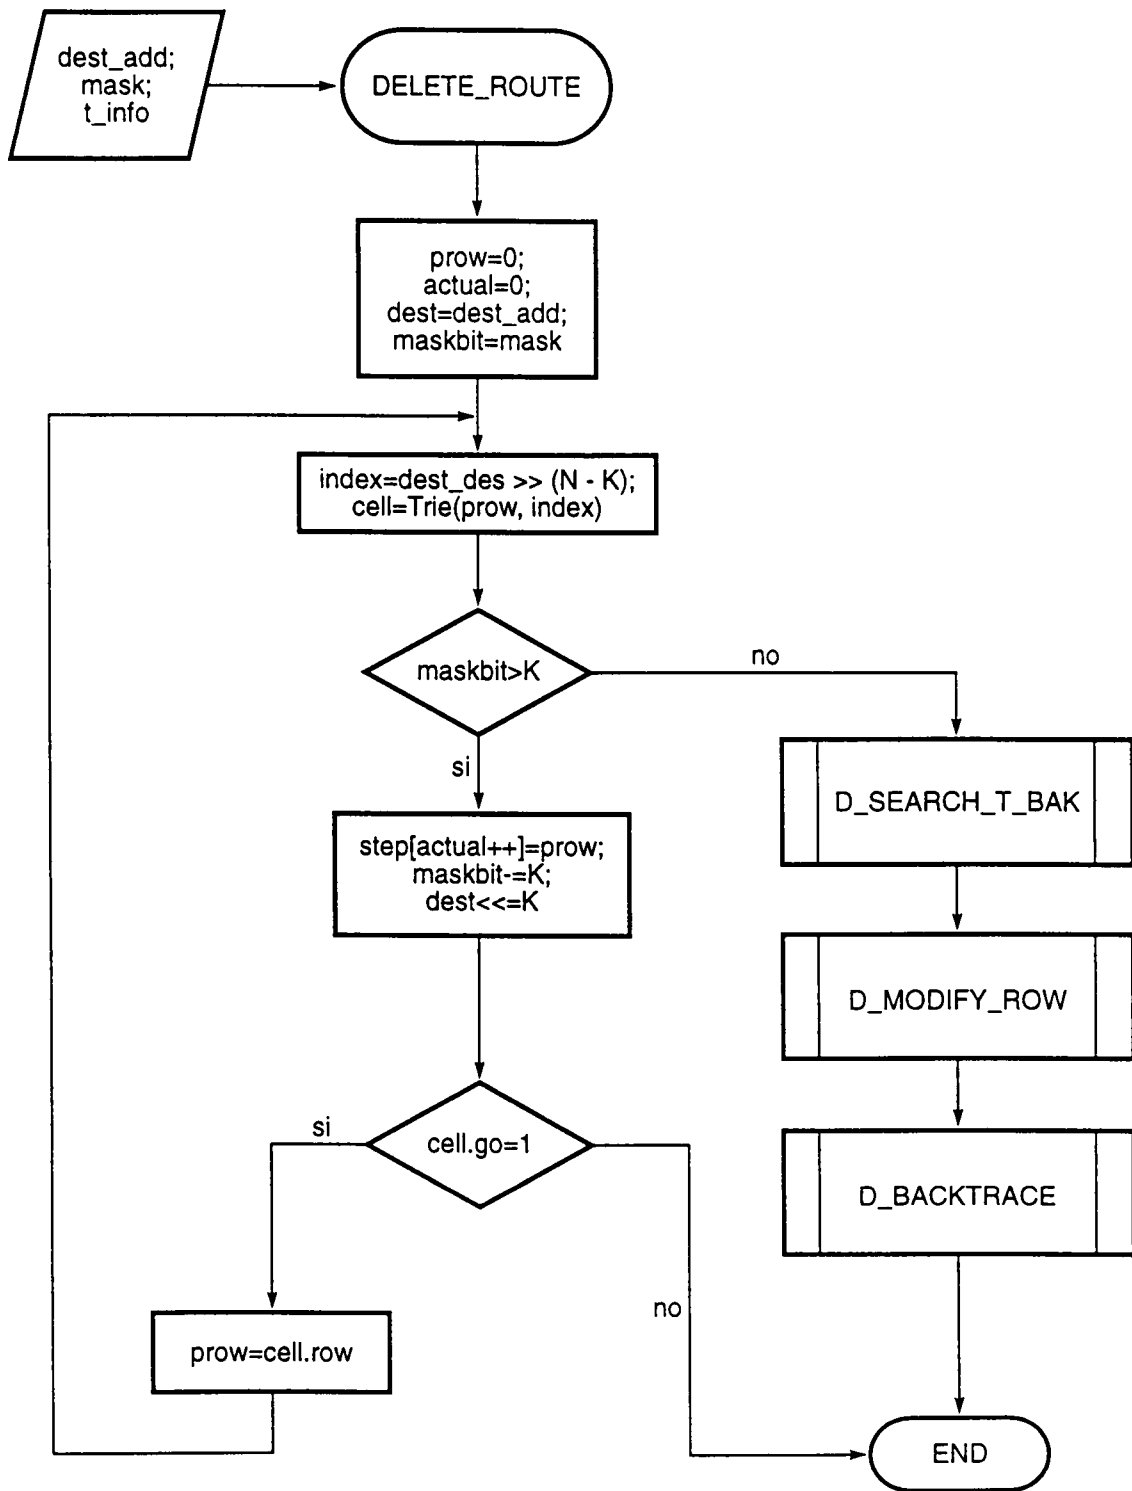 dest_add;
mask;
t_info
DELETE_ROUTE
prow=0;
actual=0;
dest=dest_add;
maskbit=mask
index=dest_des >> (N - K);
cell=Trie(prow, index)
maskbit>K
no
si
D_SEARCH_T_BAK
step[actual++]=prow;
maskbit-=K;
dest<<=K
D_MODIFY_ROW
si
cell.go=1
D_BACKTRACE
no
prow=cell.row
END